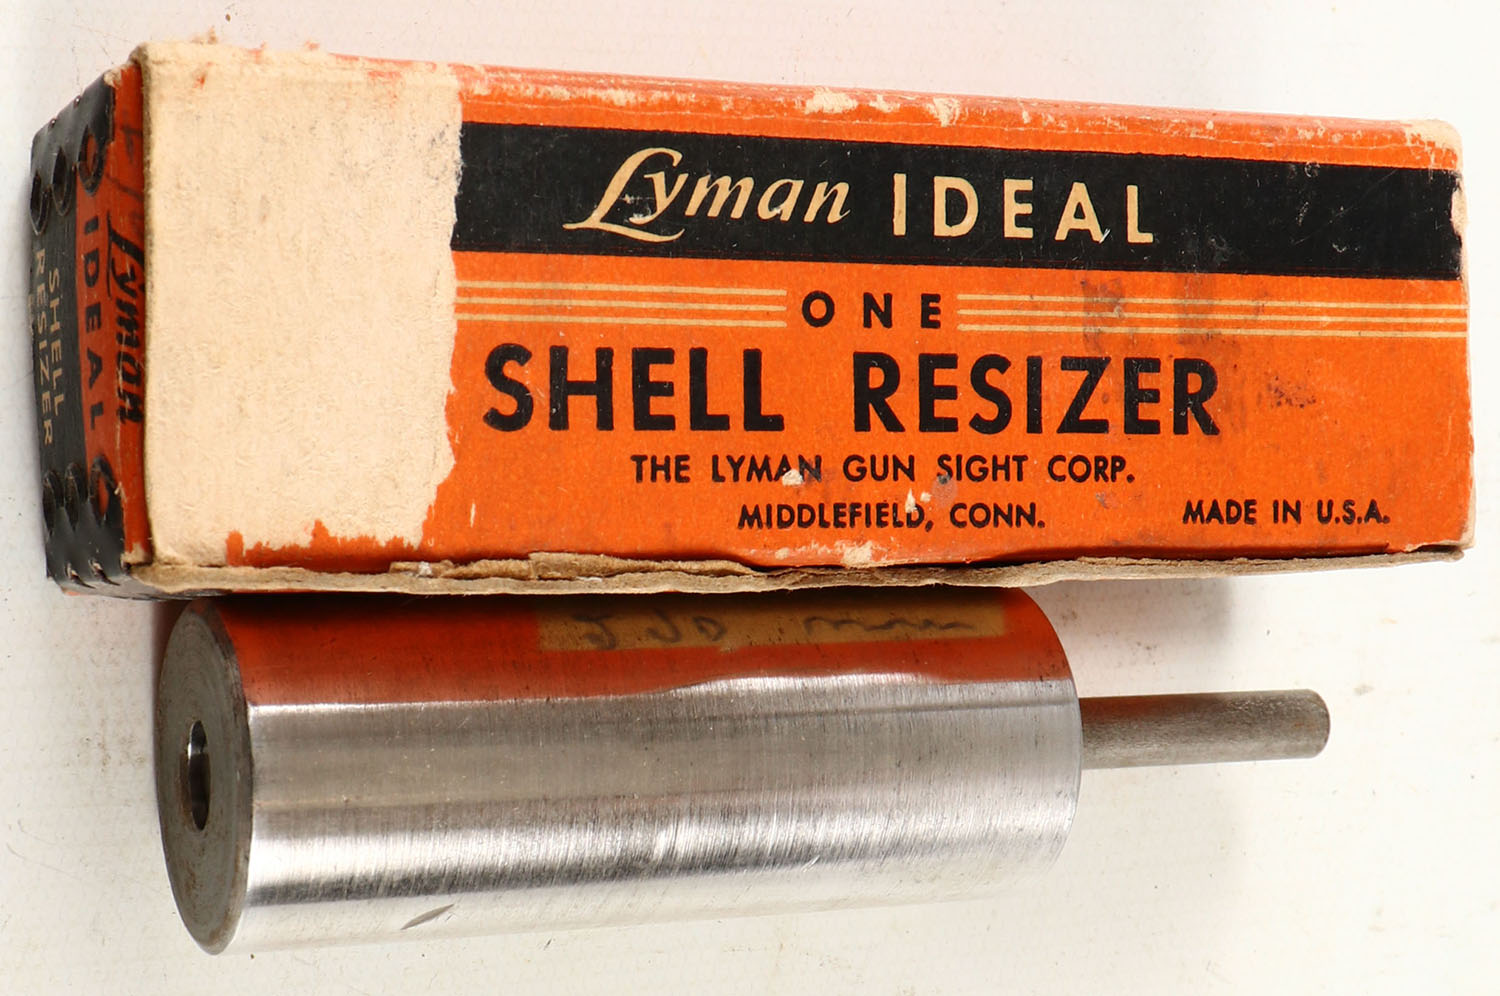 Lyman IDEAL
ONE
SHELL RESIZER
THE LYMAN GUN SIGHT CORP.
MIDDLEFIELD, CONN.
MADE IN U.S.A.
Lyman
IDEAL
SHELL
RESIZER